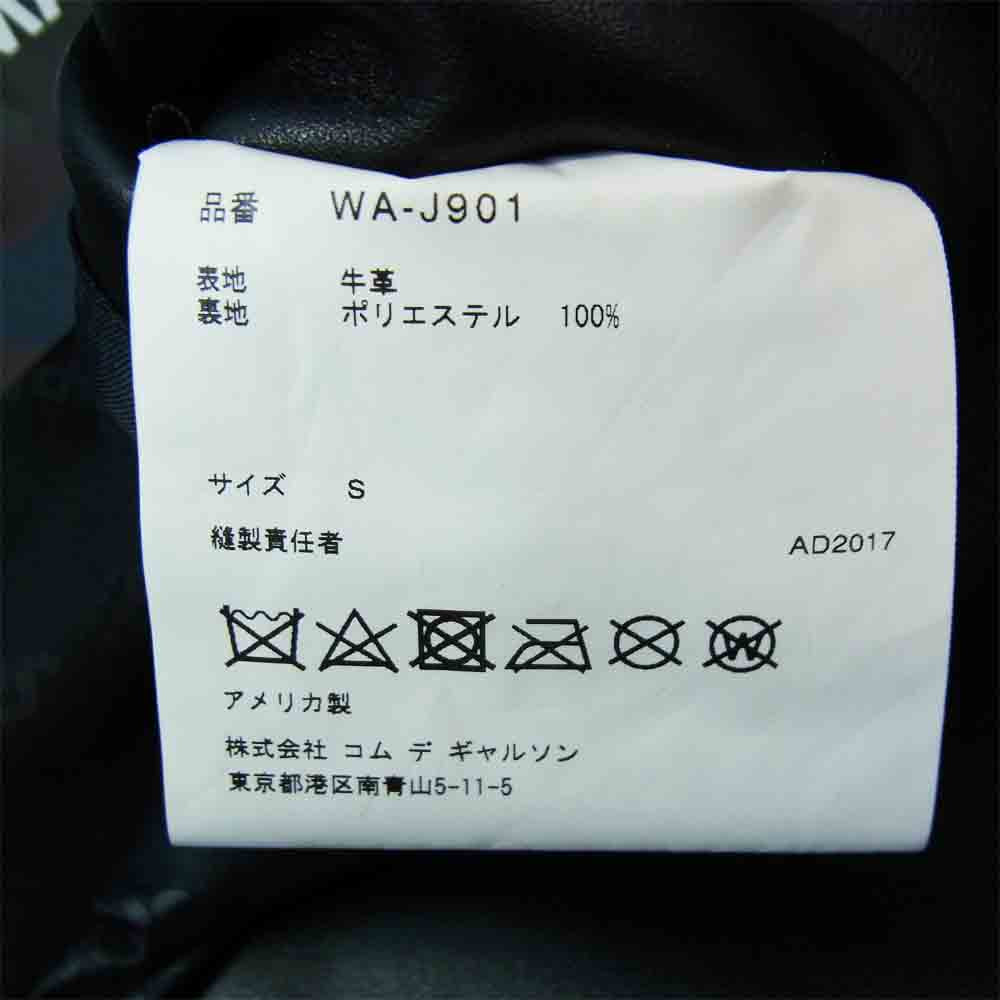 品番 WA-J901
表地 牛革
裏地 ポリエステル 100%
サイズ S
縫製責任者 AD2017
W
アメリカ製
株式会社 コム デ ギャルソン
東京都港区南青山5-11-5